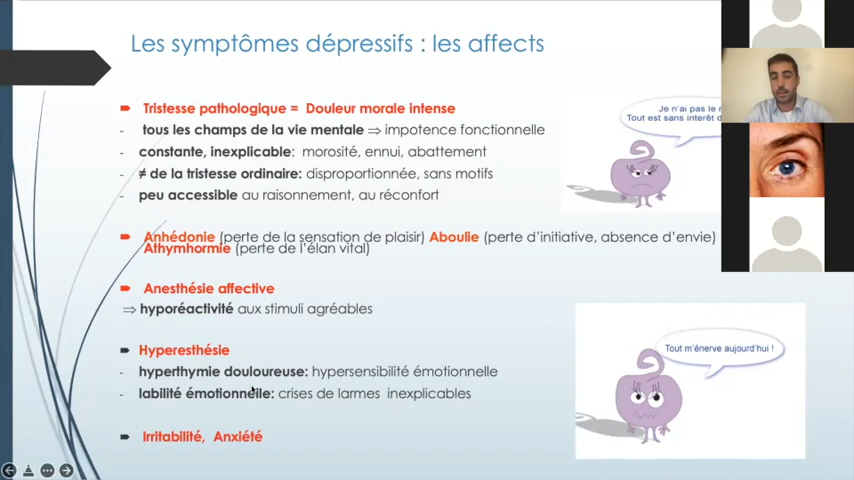 Les symptômes dépressifs : les affects
Tristesse pathologique = Douleur morale intense
- tous les champs de la vie mentale ⇒ impotence fonctionnelle
- constante, inexplicable: morosité, ennui, abattement
- ≠ de la tristesse ordinaire: disproportionnée, sans motifs
- peu accessible au raisonnement, au réconfort
Je n'ai pas le
Tout est sans interêt
Anhédonie (perte de la sensation de plaisir) Aboulie (perte d'initiative, absence d'envie)
Athymhormie (perte de l'élan vital)
Anesthésie affective
⇒ hyporéactivité aux stimuli agréables
Hyperesthésie
- hyperthymie douloureuse: hypersensibilité émotionnelle
- labilité émotionnelle: crises de larmes inexplicables
Tout m'énerve aujourd'hui !
Irritabilité, Anxiété